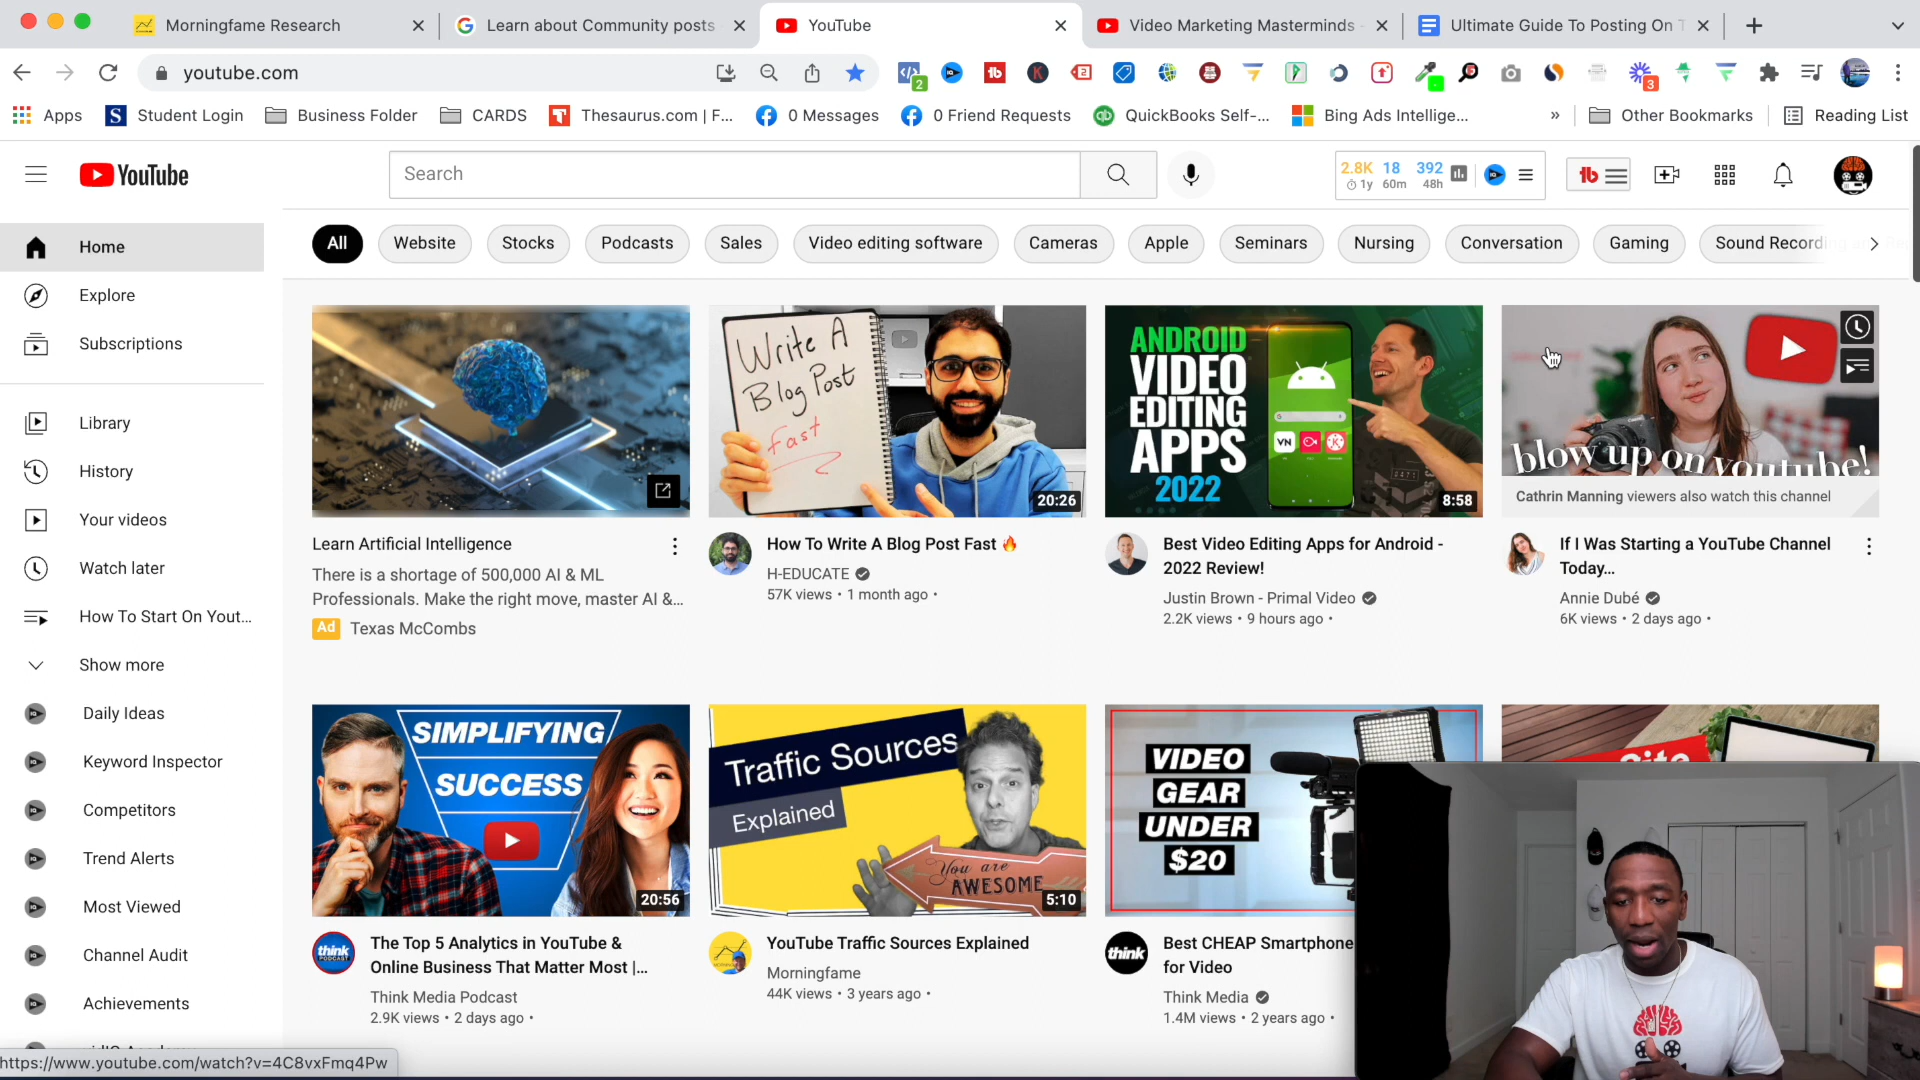 Morningfame Research
Learn about Community posts
YouTube
Video Marketing Masterminds -
Ultimate Guide To Posting On T
youtube.com
2
3
Apps
Student Login
Business Folder
CARDS
Thesaurus.com | F...
0 Messages
0 Friend Requests
QuickBooks Self-...
Bing Ads Intellige...
»
Other Bookmarks
Reading List
YouTube
Search
2.8K 18 392
1y 60m 48h
All
Website
Stocks
Podcasts
Sales
Video editing software
Cameras
Apple
Seminars
Nursing
Conversation
Gaming
Sound Recordi
Home
Explore
Subscriptions
Library
History
Your videos
Watch later
How To Start On Yout...
Show more
Daily Ideas
Keyword Inspector
Competitors
Trend Alerts
Most Viewed
Channel Audit
Achievements
Learn Artificial Intelligence
There is a shortage of 500,000 AI & ML
Professionals. Make the right move, master AI &...
Ad Texas McCombs
Write A
Blog Post
Fast
20:26
How To Write A Blog Post Fast 🔥
H-EDUCATE
57K views • 1 month ago •
ANDROID
VIDEO
EDITING
APPS
2022
VN
8:58
Best Video Editing Apps for Android -
2022 Review!
Justin Brown - Primal Video
2.2K views • 9 hours ago •
blow up on youtube!
Cathrin Manning viewers also watch this channel
If I Was Starting a YouTube Channel
Today...
Annie Dubé
6K views • 2 days ago •
SIMPLIFYING
SUCCESS
20:56
think
PODCAST
The Top 5 Analytics in YouTube &
Online Business That Matter Most |...
Think Media Podcast
2.9K views • 2 days ago •
Traffic Sources
Explained
You are
AWESOME
5:10
YouTube Traffic Sources Explained
Morningfame
44K views • 3 years ago •
VIDEO
GEAR
UNDER
$20
think
Best CHEAP Smartphone
for Video
Think Media
1.4M views • 2 years ago •
Site
https://www.youtube.com/watch?v=4C8vxFmq4Pw